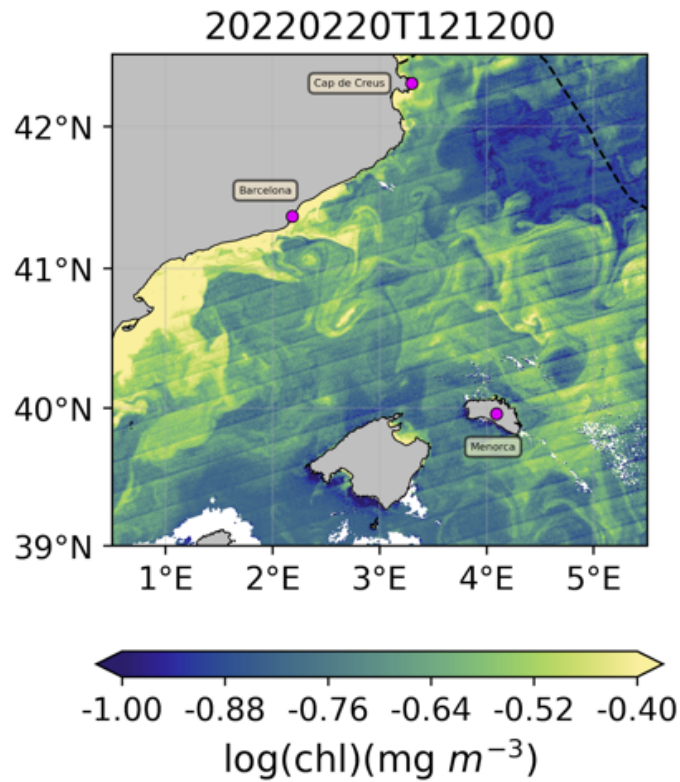 20220220T121200
Cap de Creus
42°N
Barcelona
41°N
40°N
Menorca
39°N
1°E 2°E 3°E 4°E 5°E
-1.00 -0.88 -0.76 -0.64 -0.52 -0.40
log(chl)(mg m⁻³)